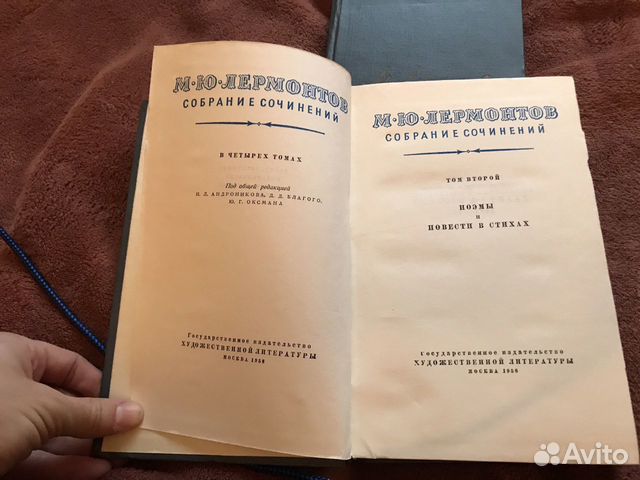 М·Ю·ЛЕРМОНТОВ
СОБРАНИЕ СОЧИНЕНИЙ
В ЧЕТЫРЕХ ТОМАХ
Под общей редакцией
И. Л. АНДРОНИКОВА, Д. Д. БЛАГОГО,
Ю. Г. ОКСМАНА
Государственное издательство
ХУДОЖЕСТВЕННОЙ ЛИТЕРАТУРЫ
МОСКВА 1958
М·Ю·ЛЕРМОНТОВ
СОБРАНИЕ СОЧИНЕНИЙ
ТОМ ВТОРОЙ
ПОЭМЫ
И
ПОВЕСТИ В СТИХАХ
Государственное издательство
ХУДОЖЕСТВЕННОЙ ЛИТЕРАТУРЫ
МОСКВА 1958
Avito